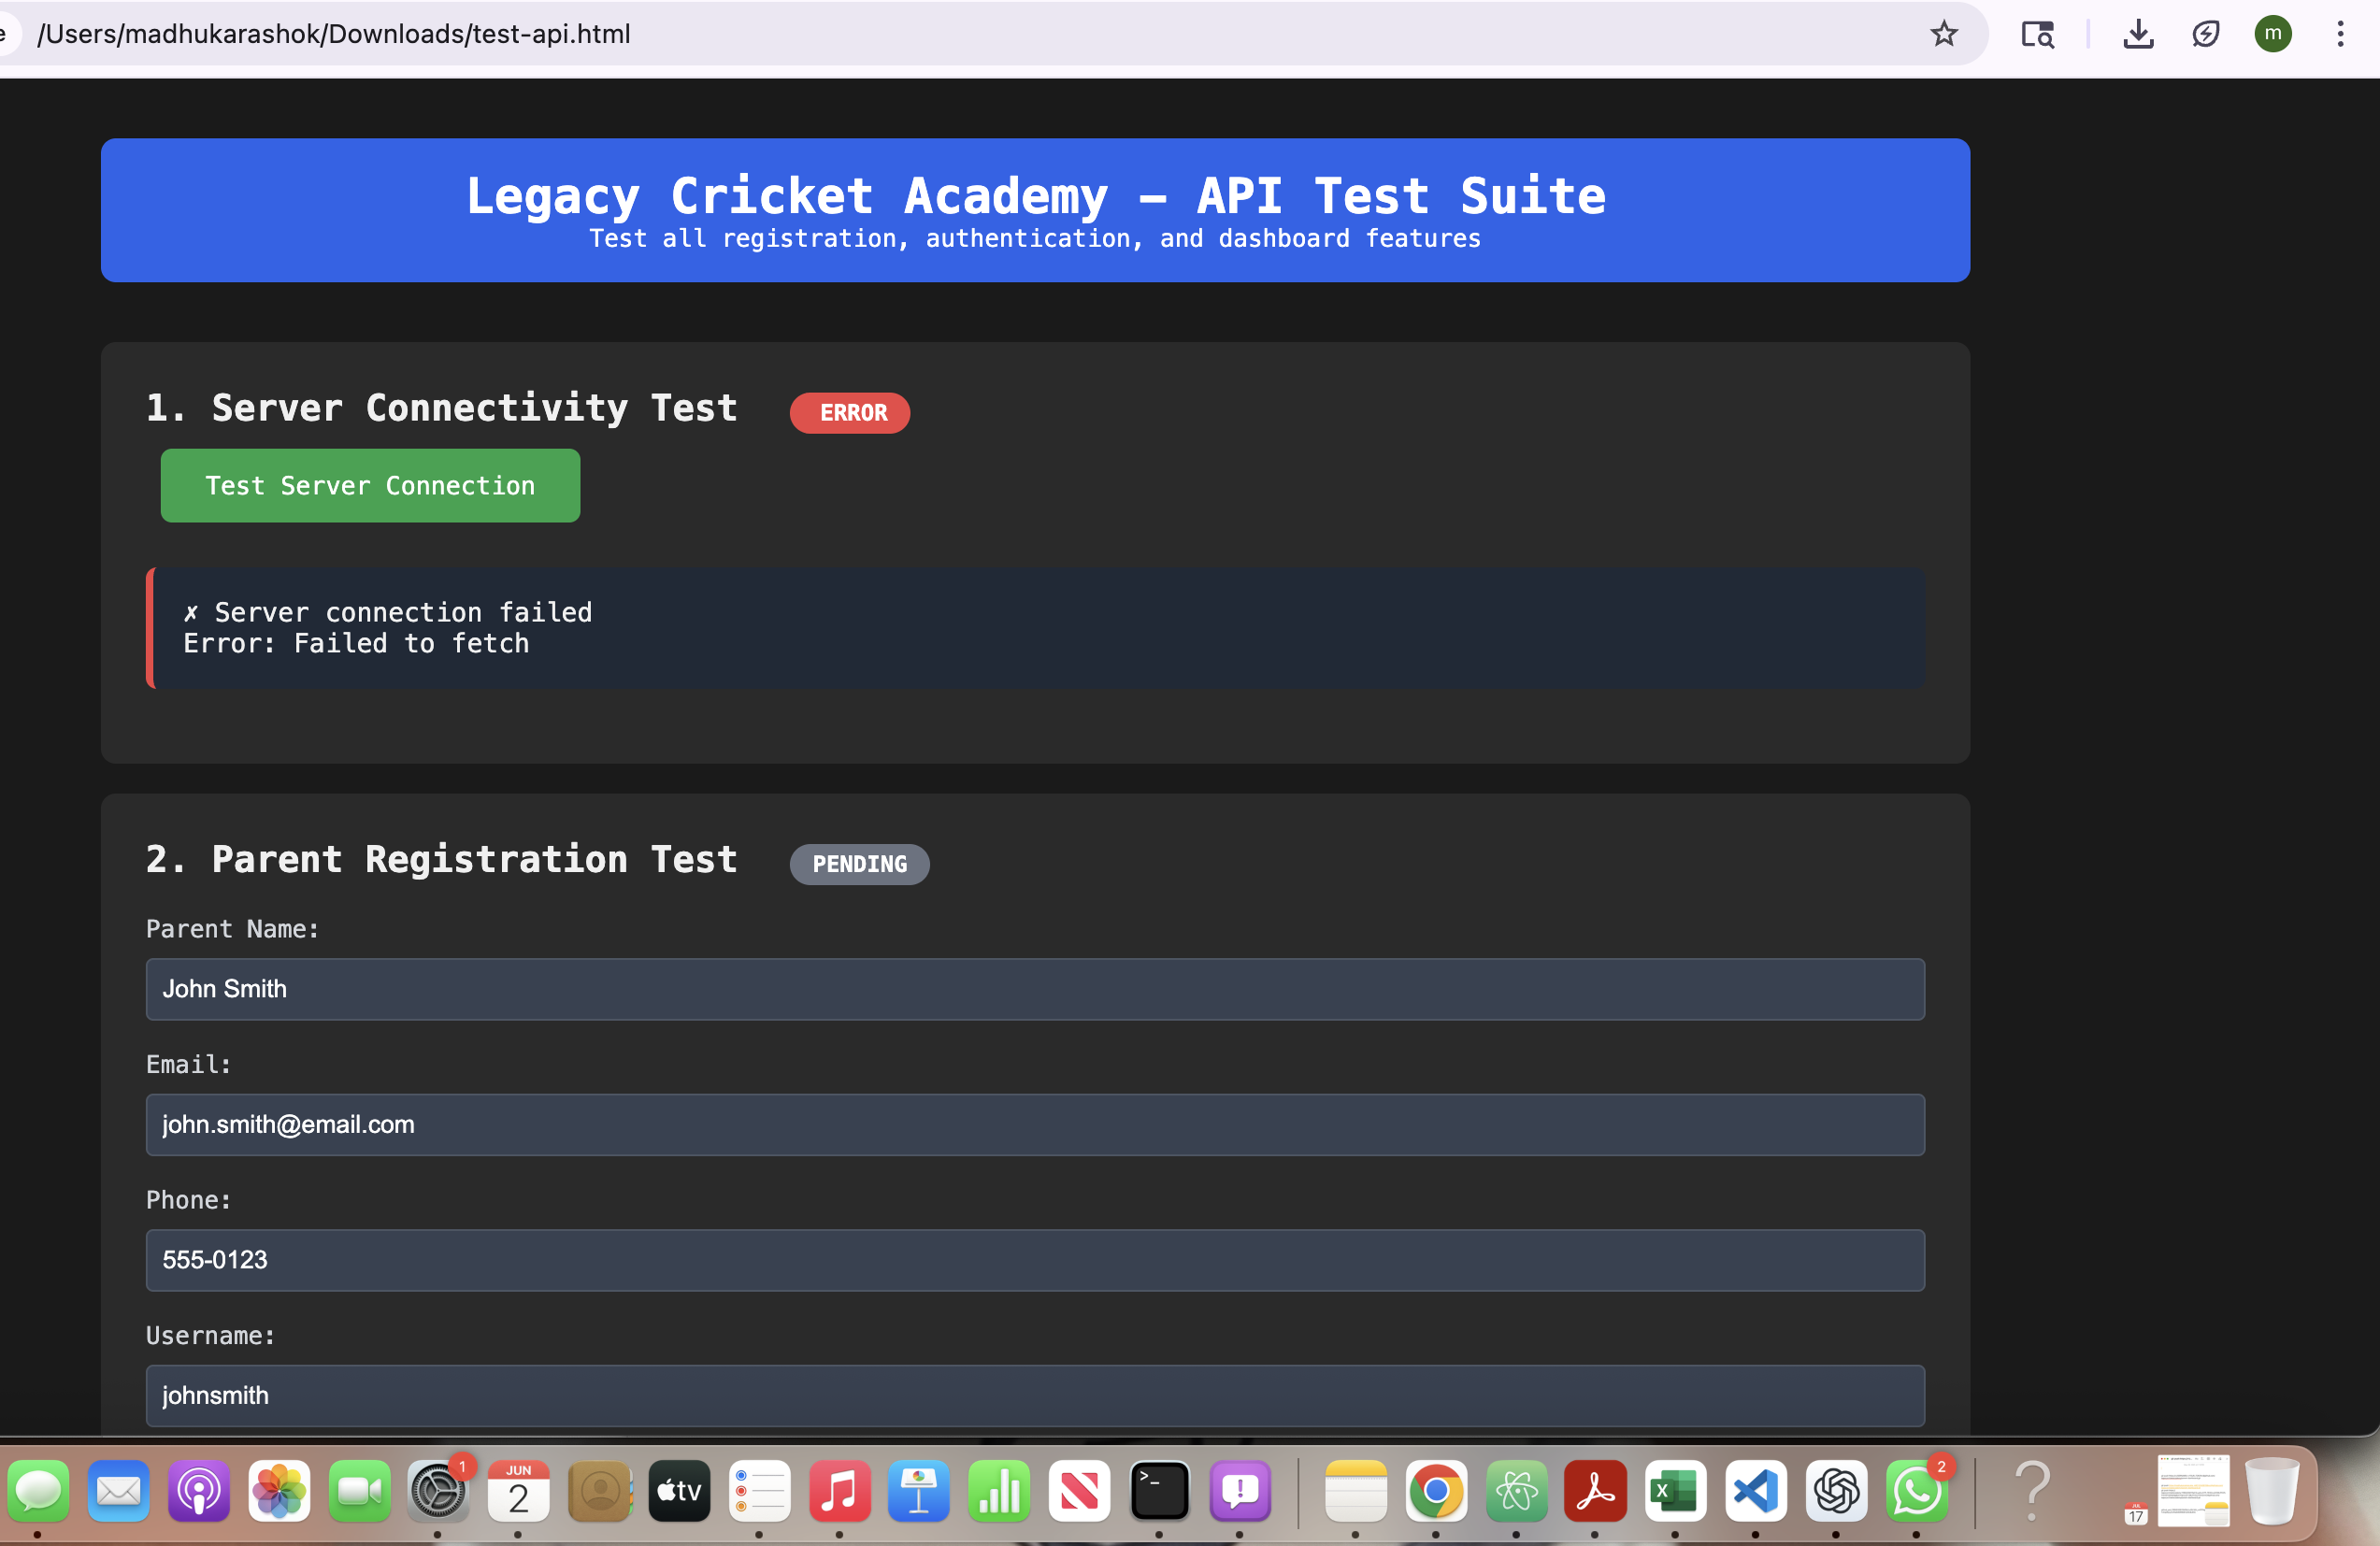 /Users/madhukarashok/Downloads/test-api.html
m
Legacy Cricket Academy – API Test Suite
Test all registration, authentication, and dashboard features
1. Server Connectivity Test
ERROR
Test Server Connection
✗ Server connection failed
Error: Failed to fetch
2. Parent Registration Test
PENDING
Parent Name:
John Smith
Email:
john.smith@email.com
Phone:
555-0123
Username:
johnsmith
1
JUN
2
tv
>_
X
2
JUL
17